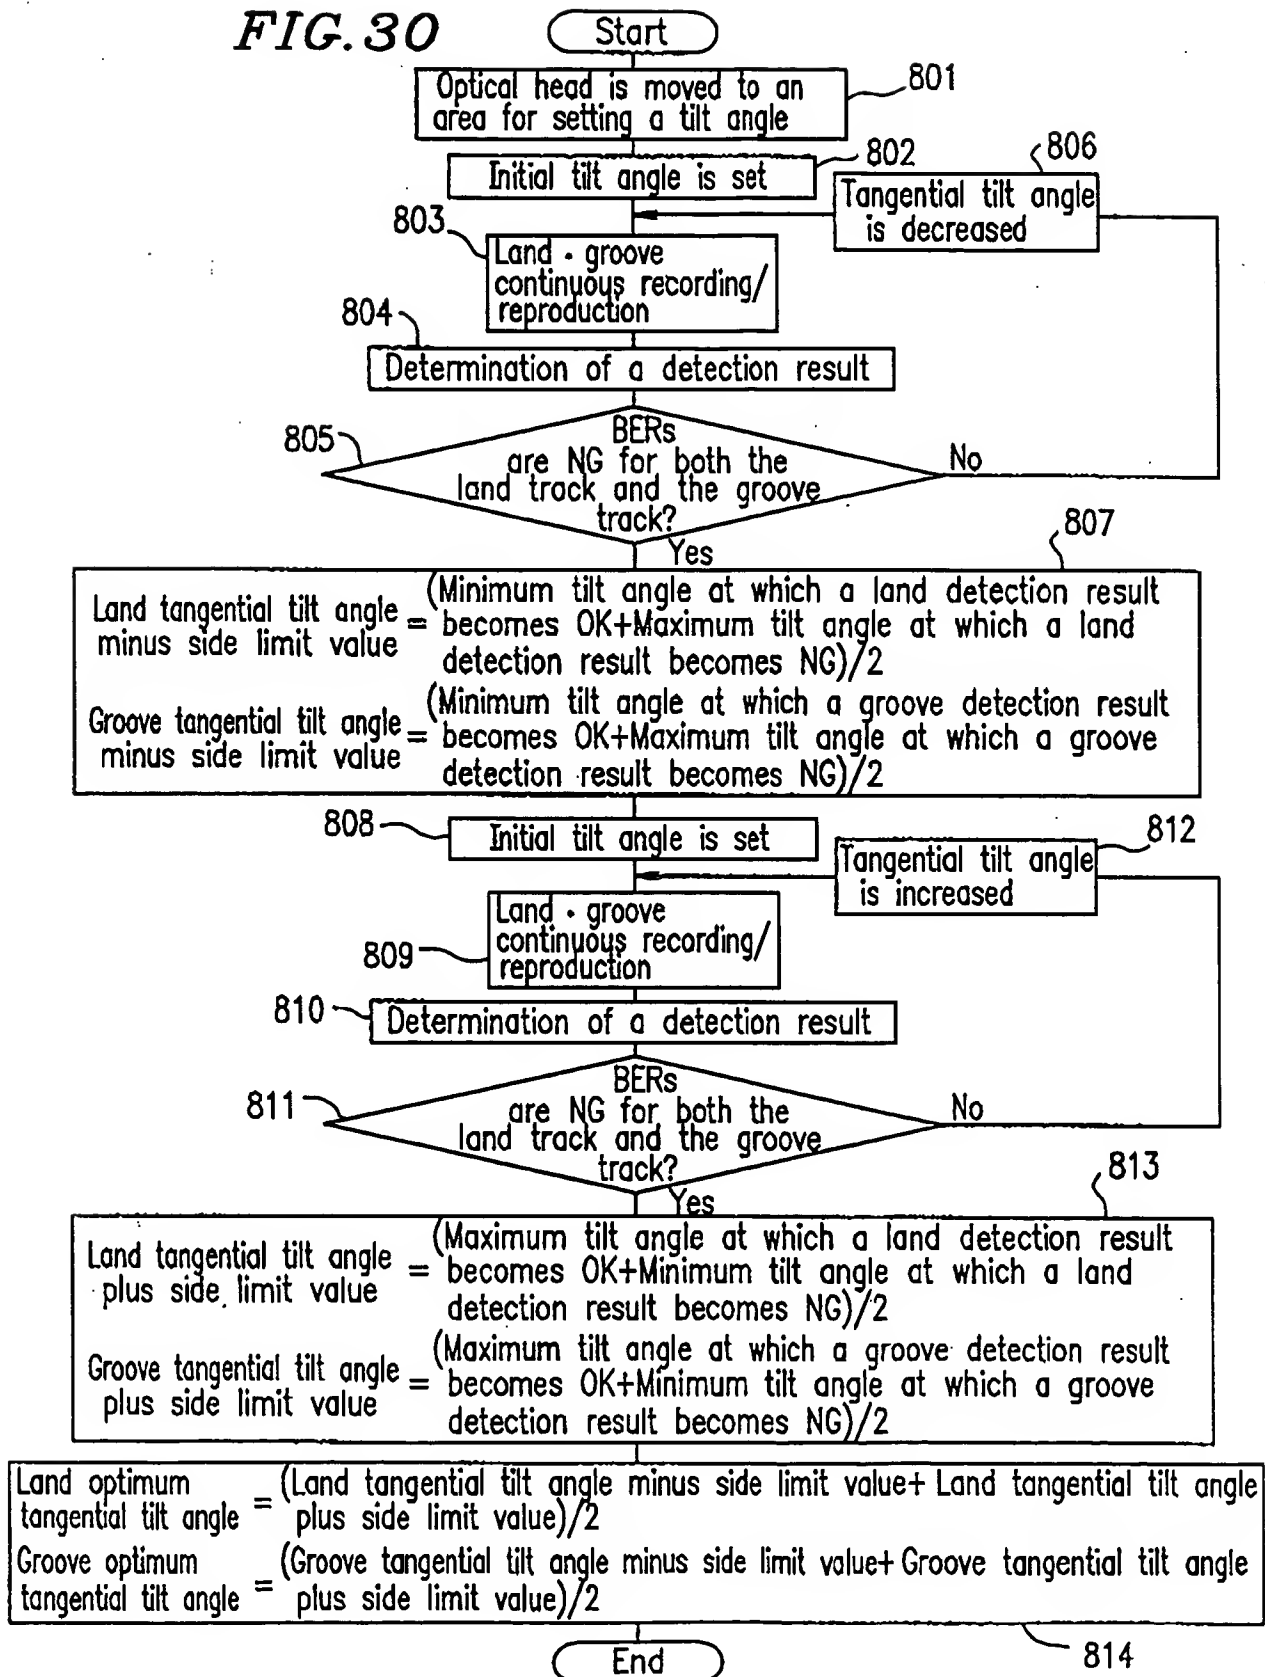 FIG. 30
Start
Optical head is moved to an
area for setting a tilt angle
801
Initial tilt angle is set
802
806
Tangential tilt angle
is decreased
803
Land · groove
continuous recording/
reproduction
804
Determination of a detection result
805
BERs
are NG for both the
land track and the groove
track?
No
Yes
807
Land tangential tilt angle
minus side limit value
=
(Minimum tilt angle at which a land detection result
becomes OK+Maximum tilt angle at which a land
detection result becomes NG)/2
Groove tangential tilt angle
minus side limit value
=
(Minimum tilt angle at which a groove detection result
becomes OK+Maximum tilt angle at which a groove
detection result becomes NG)/2
808
Initial tilt angle is set
812
Tangential tilt angle
is increased
Land · groove
continuous recording/
reproduction
809
810
Determination of a detection result
811
BERs
are NG for both the
land track and the groove
track?
No
Yes
813
Land tangential tilt angle
plus side limit value
=
(Maximum tilt angle at which a land detection result
becomes OK+Minimum tilt angle at which a land
detection result becomes NG)/2
Groove tangential tilt angle
plus side limit value
=
(Maximum tilt angle at which a groove detection result
becomes OK+Minimum tilt angle at which a groove
detection result becomes NG)/2
Land optimum
tangential tilt angle
=
(Land tangential tilt angle minus side limit value+ Land tangential tilt angle
plus side limit value)/2
Groove optimum
tangential tilt angle
=
(Groove tangential tilt angle minus side limit value+ Groove tangential tilt angle
plus side limit value)/2
814
End